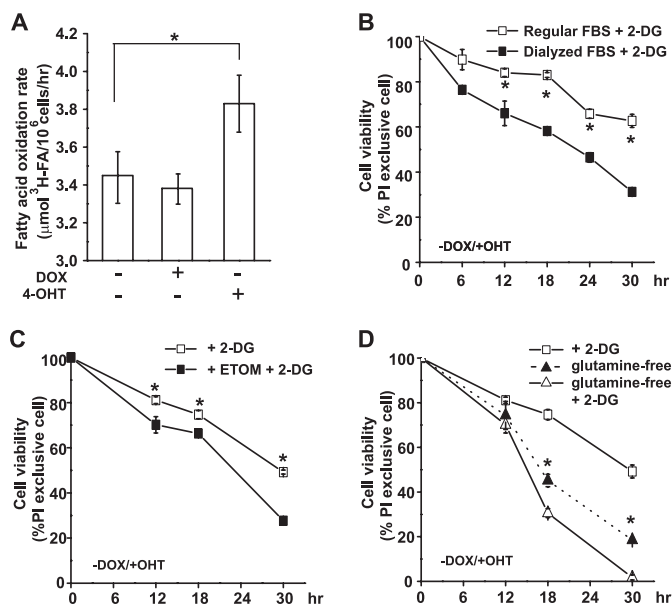 A
Fatty acid oxidation rate
(μmol ³H-FA/10⁶cells/hr)
4.2
4.0
3.8
3.6
3.4
3.2
3.0
*
DOX - + -
4-OHT - - +
B
Regular FBS + 2-DG
Dialyzed FBS + 2-DG
Cell viability
(% PI exclusive cell)
100
80
60
40
20
0
* * * *
-DOX/+OHT
0 6 12 18 24 30 hr
C
+ 2-DG
+ ETOM + 2-DG
Cell viability
(%PI exclusive cell)
100
80
60
40
20
0
* * *
-DOX/+OHT
0 6 12 18 24 30 hr
D
+ 2-DG
glutamine-free
glutamine-free
+ 2-DG
Cell viability
(% PI exclusive cell)
100
80
60
40
20
0
* *
-DOX/+OHT
0 6 12 18 24 30 hr